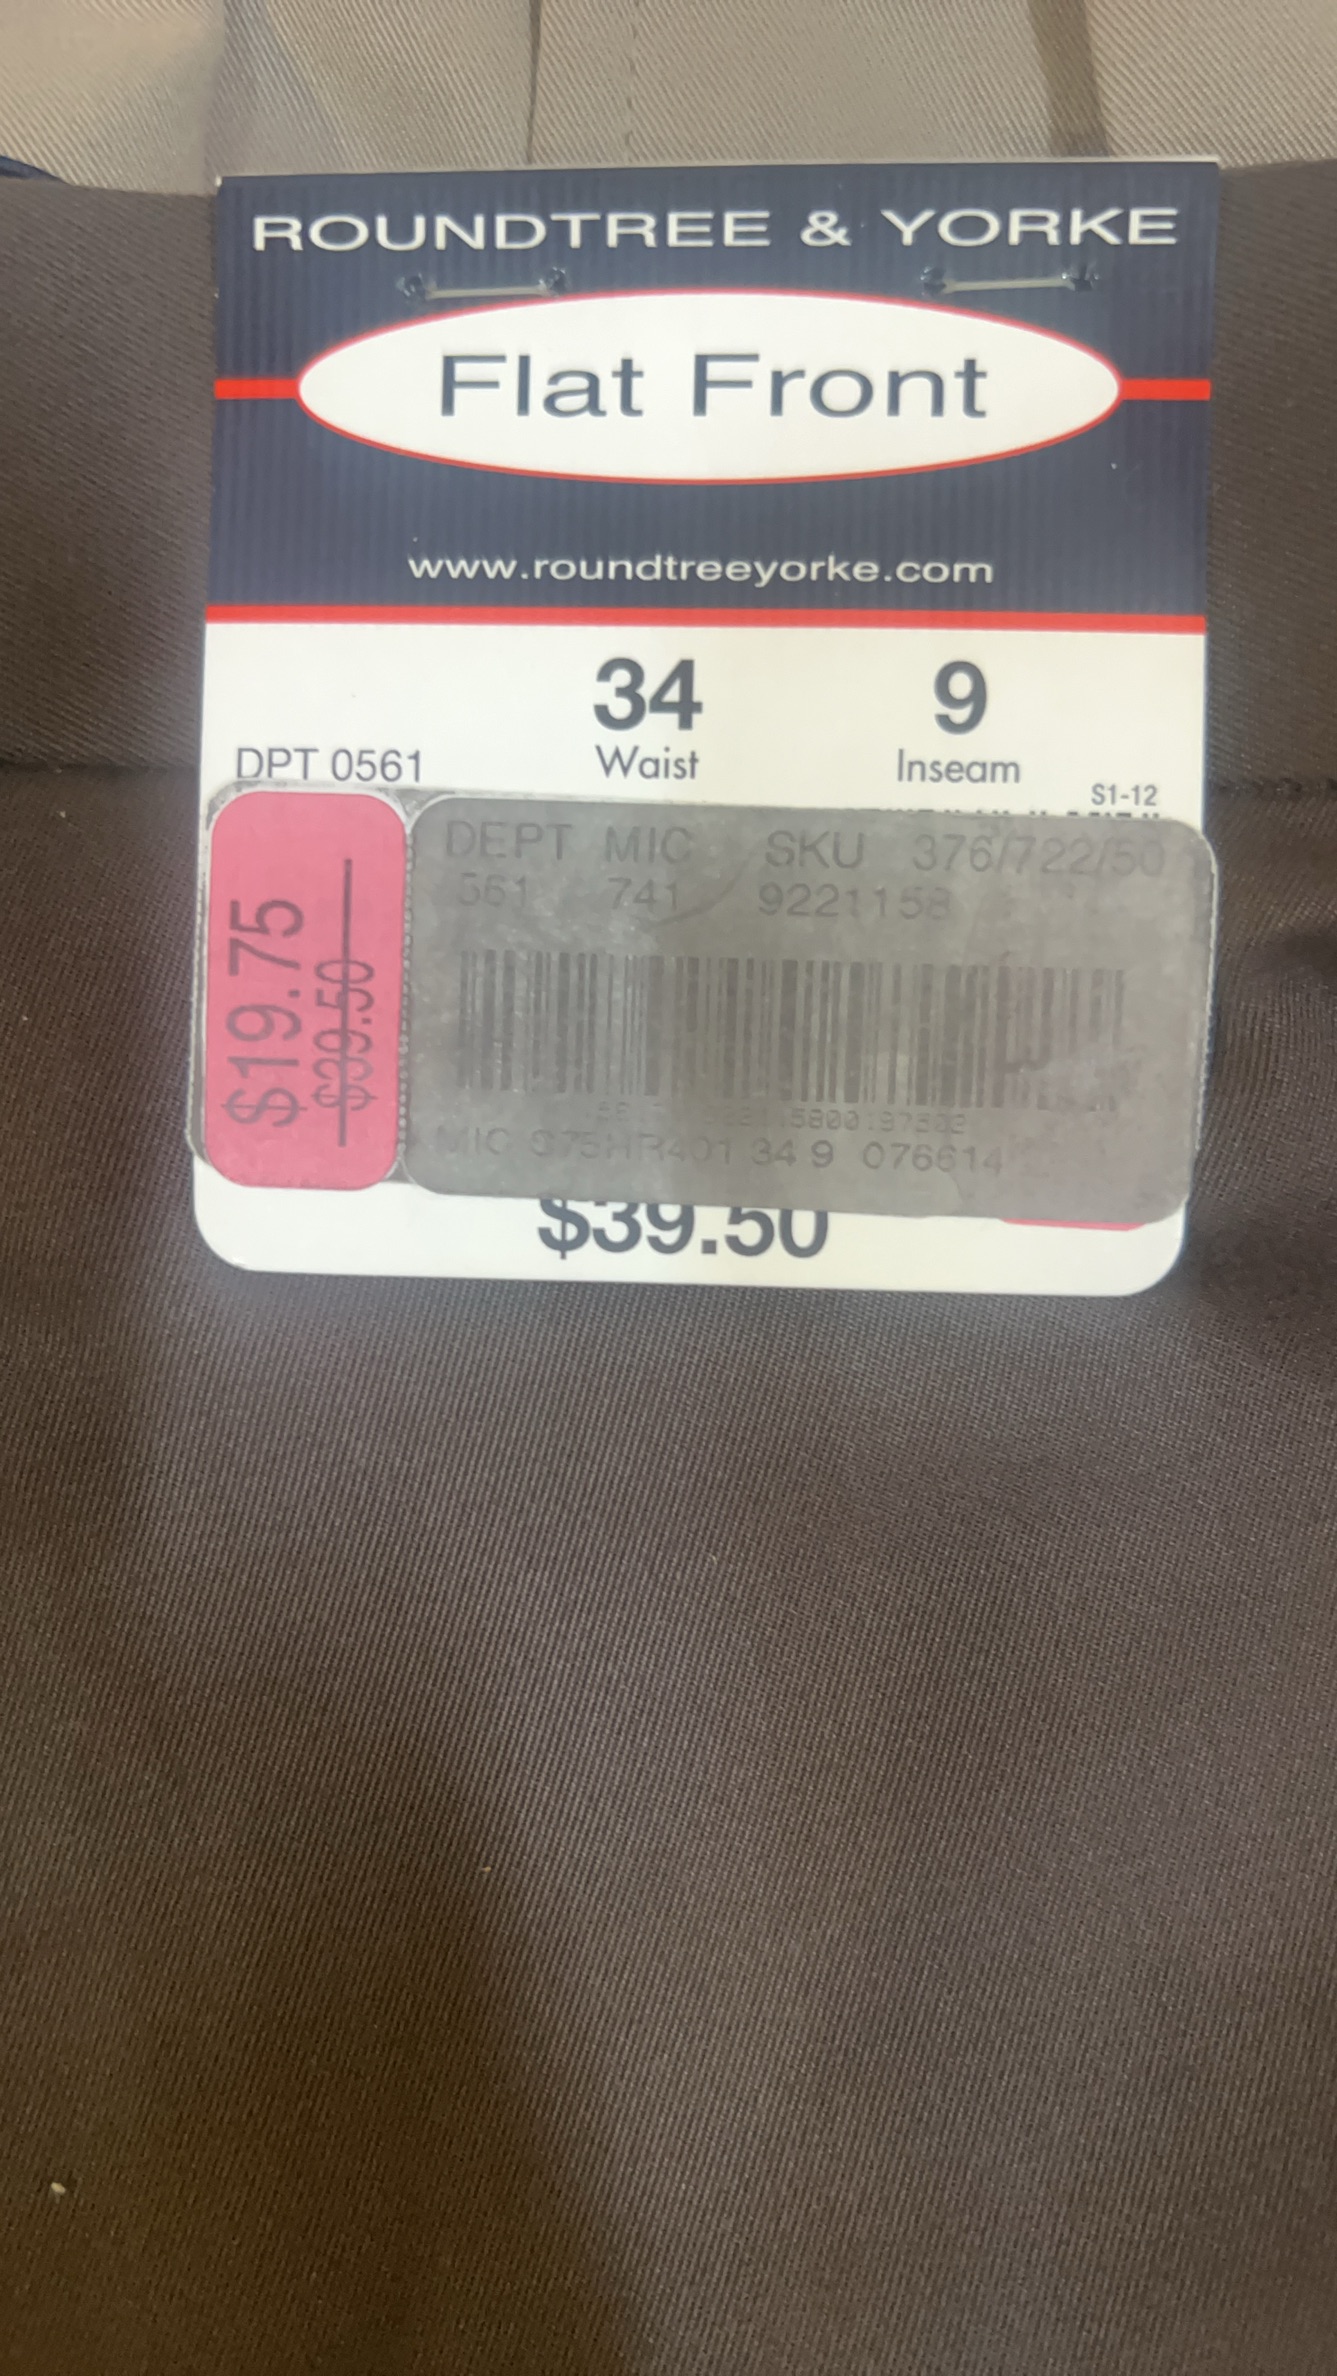 ROUNDTREE & YORKE
Flat Front
www.roundtreeyorke.com
34 9
DPT 0561 Waist Inseam
S1-12
$19.75
$39.50
DEPT MIC SKU 376/722/50
561 741 9221158
MIC S75HR401 34 9 076614
$39.50